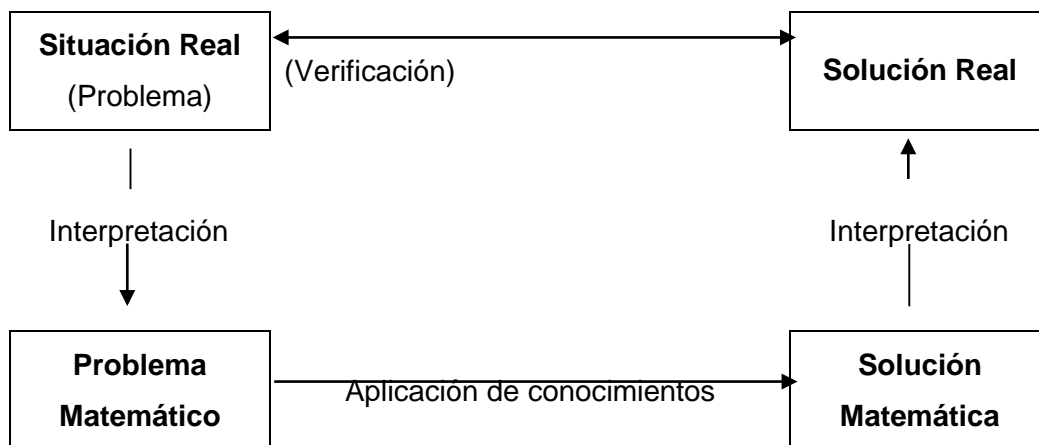 Situación Real
(Problema)
(Verificación)
Solución Real
Interpretación
Interpretación
Problema
Matemático
Aplicación de conocimientos
Solución
Matemática